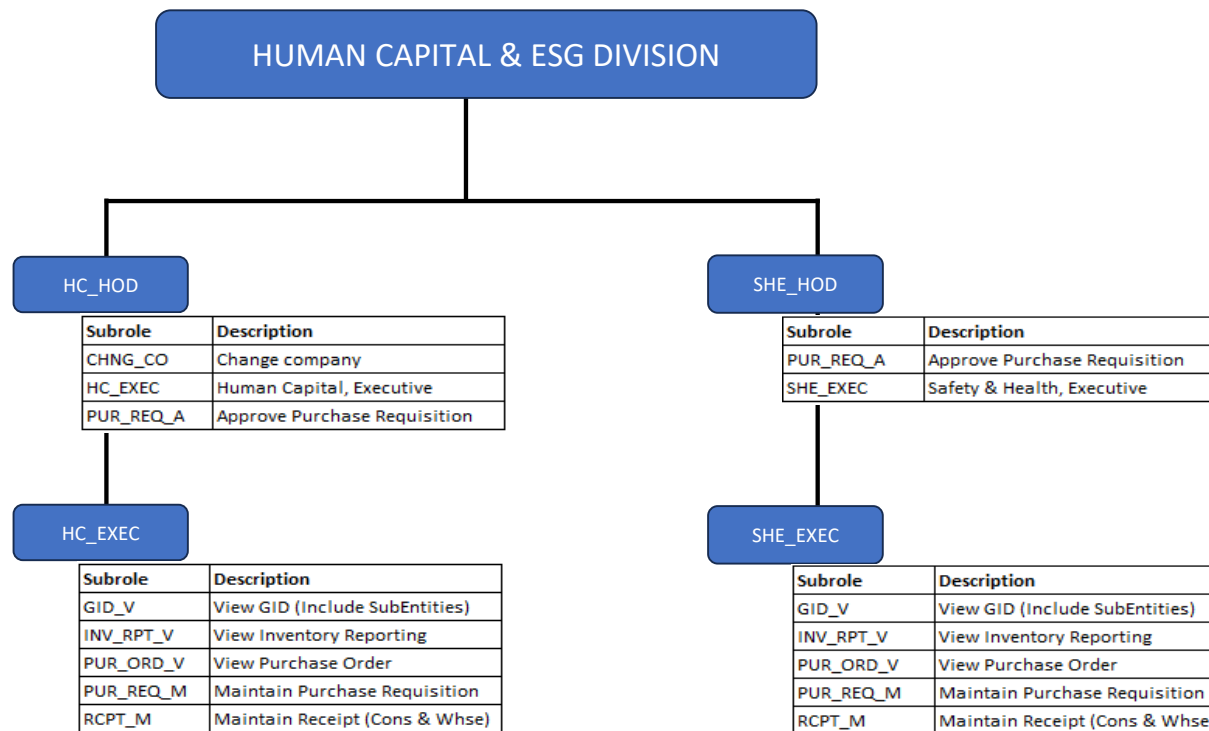 HUMAN CAPITAL & ESG DIVISION
HC_HOD
Subrole Description
CHNG_CO Change company
HC_EXEC Human Capital, Executive
PUR_REQ_A Approve Purchase Requisition
HC_EXEC
Subrole Description
GID_V View GID (Include SubEntities)
INV_RPT_V View Inventory Reporting
PUR_ORD_V View Purchase Order
PUR_REQ_M Maintain Purchase Requisition
RCPT_M Maintain Receipt (Cons & Whse)
SHE_HOD
Subrole Description
PUR_REQ_A Approve Purchase Requisition
SHE_EXEC Safety & Health, Executive
SHE_EXEC
Subrole Description
GID_V View GID (Include SubEntities)
INV_RPT_V View Inventory Reporting
PUR_ORD_V View Purchase Order
PUR_REQ_M Maintain Purchase Requisition
RCPT_M Maintain Receipt (Cons & Whse